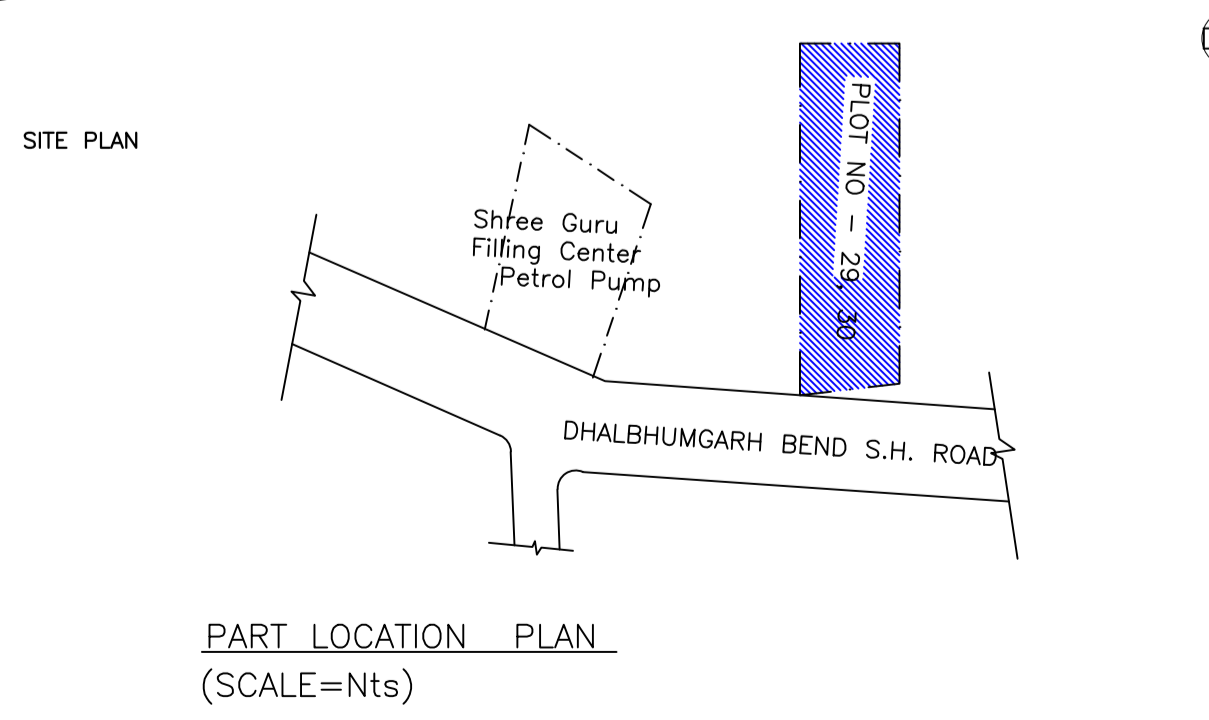 SITE PLAN
Shree Guru
Filling Center
Petrol Pump
PLOT NO - 29, 30
DHALBHUMGARH BEND S.H. ROAD
PART LOCATION PLAN
(SCALE=Nts)